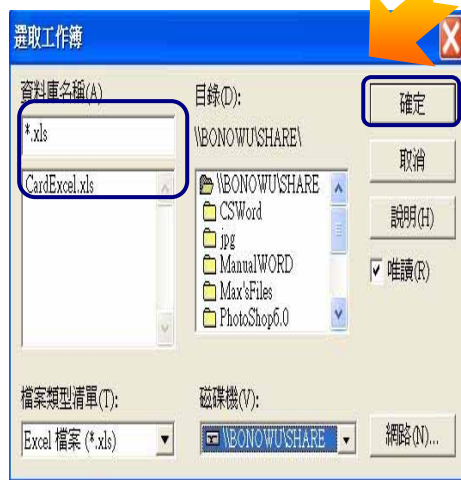 選取工作簿
資料庫名稱(A)
*.xls
CardExcel.xls
目錄(D):
\\BONOWU\SHARE\
\\BONOWU\SHARE
CSWord
jpg
ManualWORD
Max'sFiles
PhotoShop6.0
確定
取消
說明(H)
唯讀(R)
檔案類型清單(T):
Excel 檔案 (*.xls)
磁碟機(V):
\\BONOWU\SHARE
網路(N)...